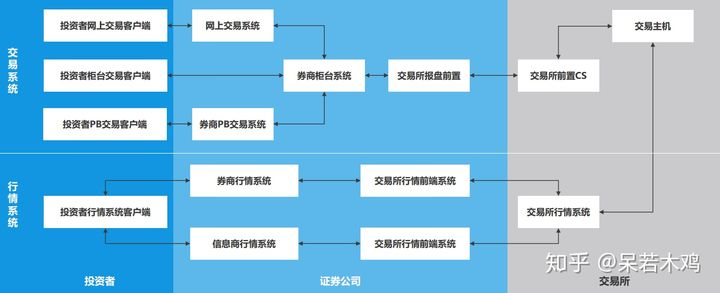 交易系统
投资者网上交易客户端
网上交易系统
交易主机
投资者柜台交易客户端
券商柜台系统
交易所报盘前置
交易所前置CS
投资者PB交易客户端
券商PB交易系统
行情系统
券商行情系统
交易所行情前端系统
投资者行情系统客户端
交易所行情系统
信息商行情系统
交易所行情前端系统
知乎 @呆若木鸡
投资者
证券公司
交易所